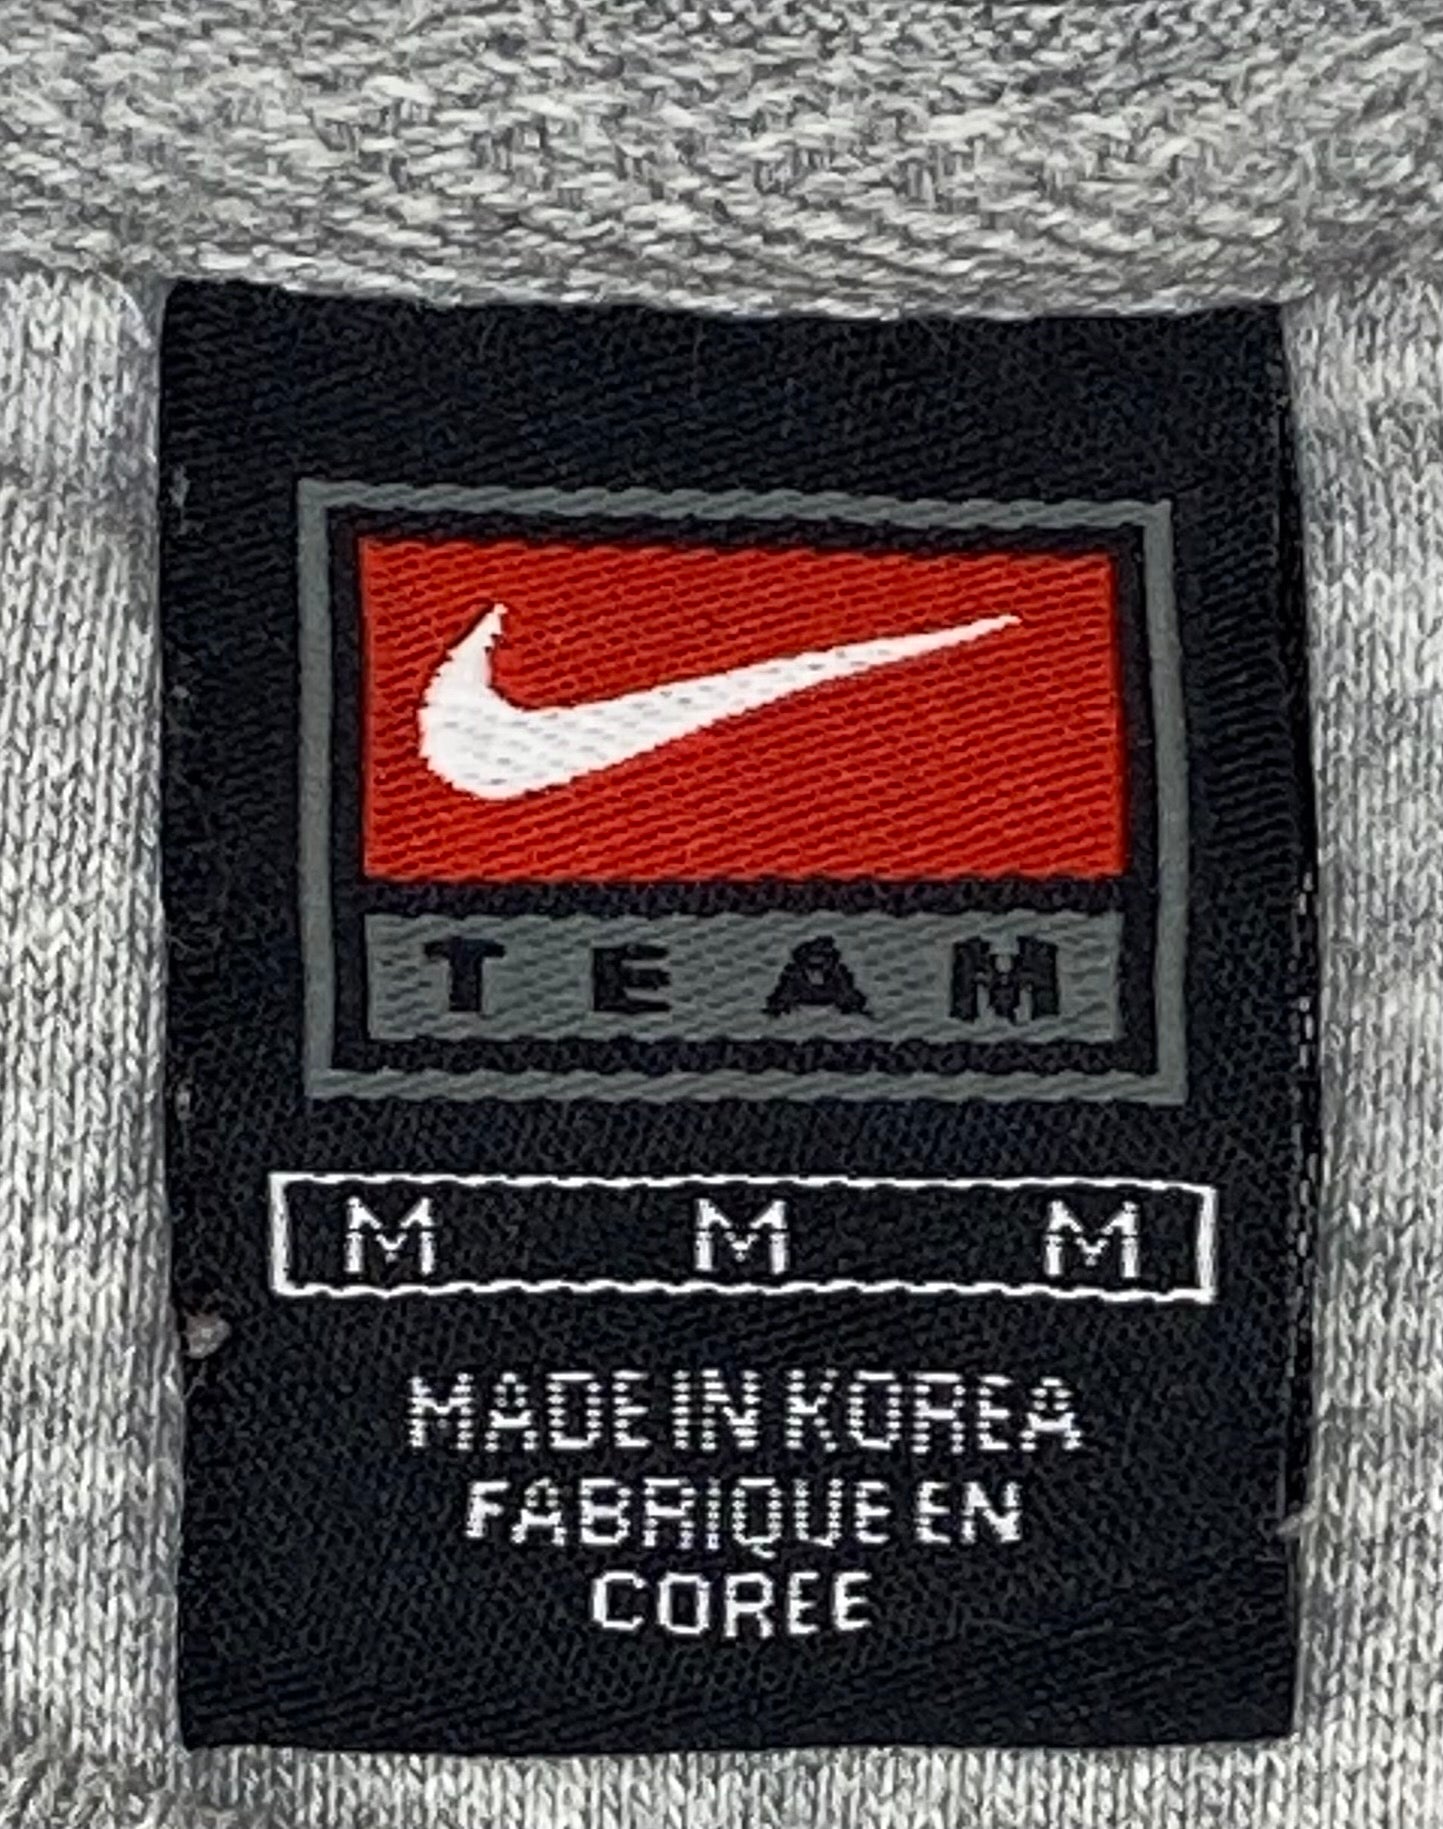 TEAM
M M M
MADE IN KOREA
FABRIQUE EN
COREE